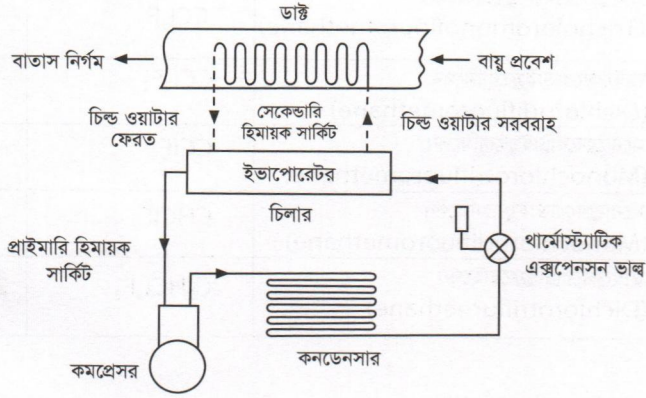 ডাক্ট
বাতাস নির্গম
বায়ু প্রবেশ
চিল্ড ওয়াটার
ফেরত
সেকেন্ডারি
হিমায়ক সার্কিট
চিল্ড ওয়াটার সরবরাহ
ইভাপোরেটর
চিলার
প্রাইমারি হিমায়ক
সার্কিট
থার্মোস্ট্যাটিক
এক্সপেনসন ভাল্ব
কমপ্রেসর
কনডেনসার